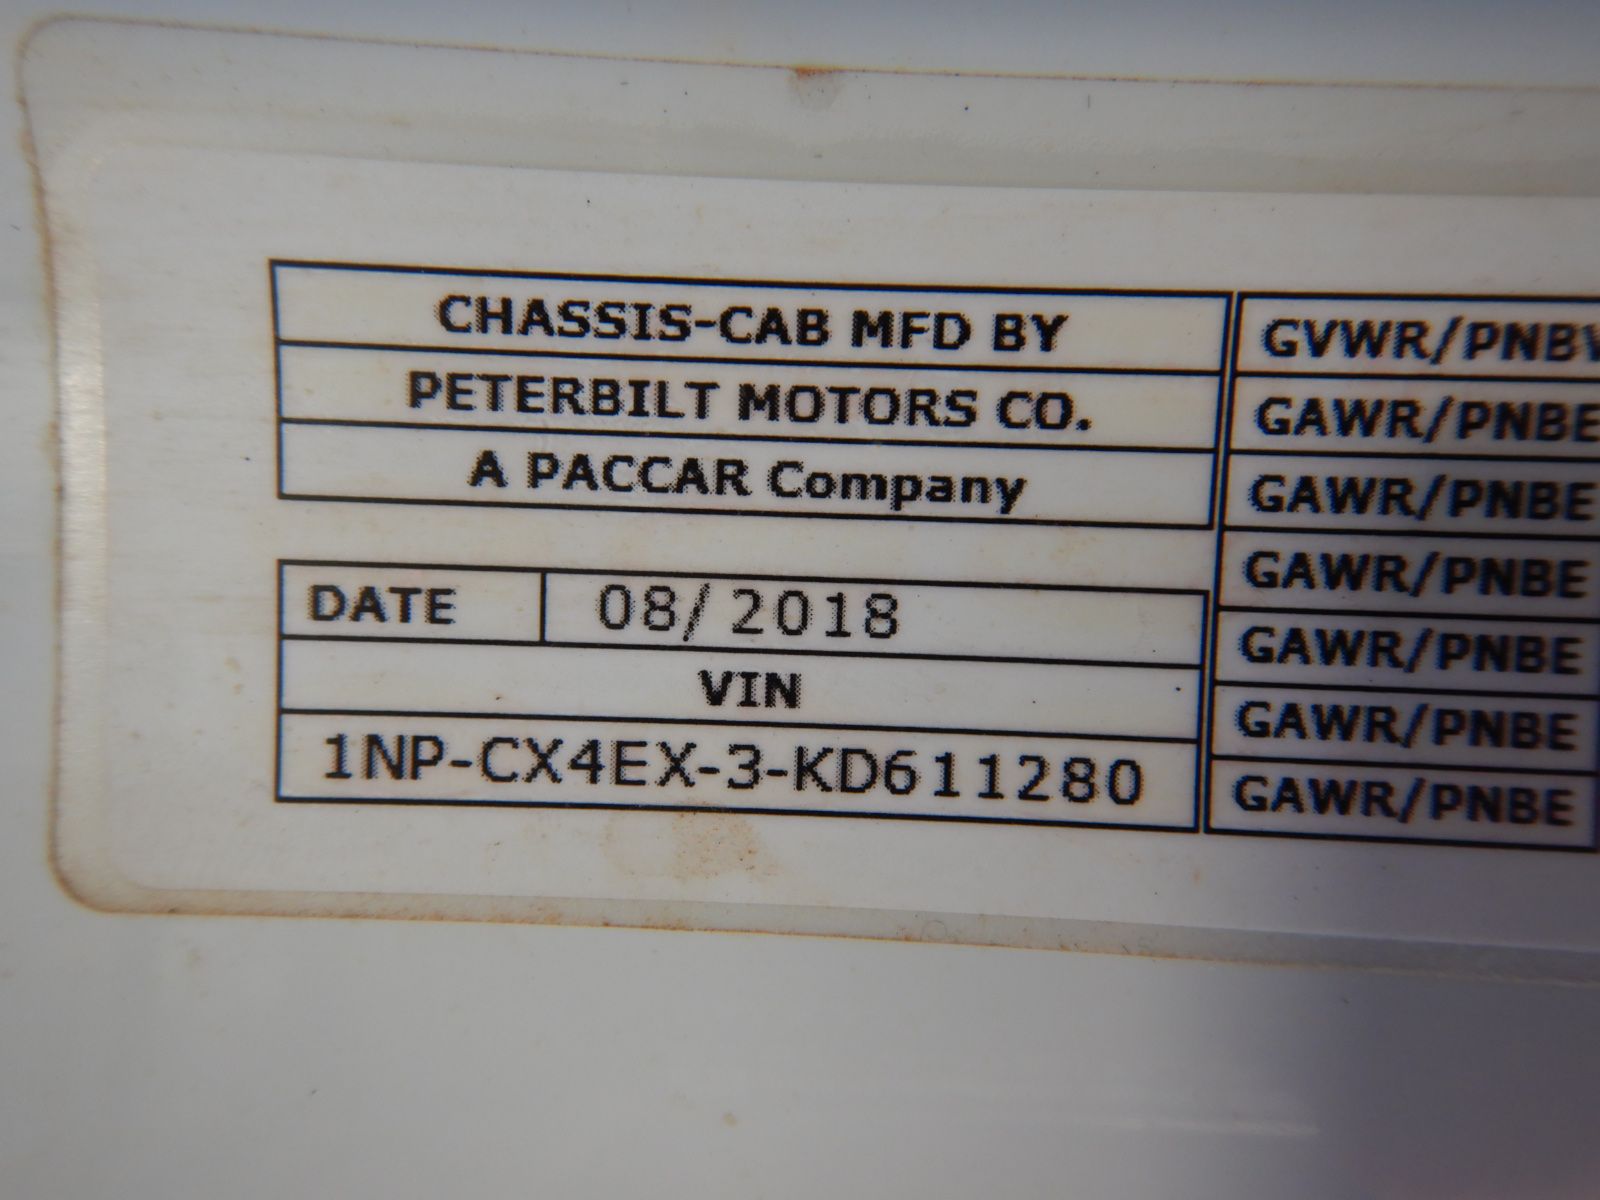 CHASSIS-CAB MFD BY
PETERBILT MOTORS CO.
A PACCAR Company
DATE 08/2018
VIN
1NP-CX4EX-3-KD611280
GVWR/PNBV
GAWR/PNBE
GAWR/PNBE
GAWR/PNBE
GAWR/PNBE
GAWR/PNBE
GAWR/PNBE